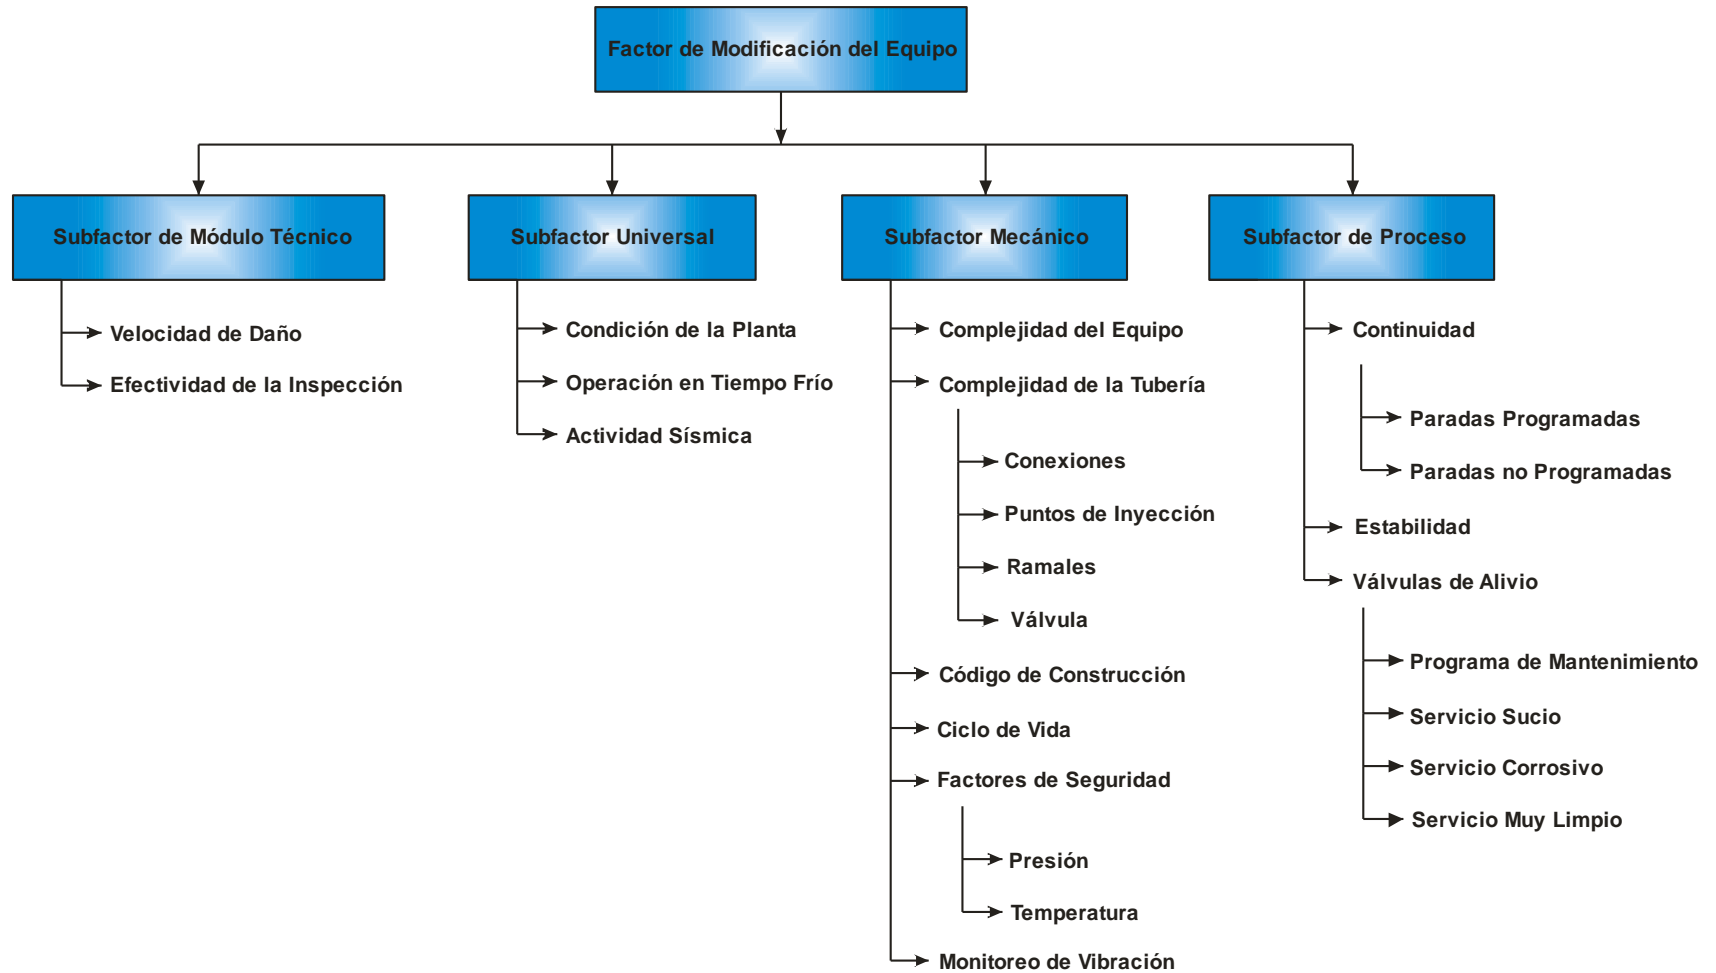 Factor de Modificación del Equipo
Subfactor de Módulo Técnico
Velocidad de Daño
Efectividad de la Inspección
Subfactor Universal
Condición de la Planta
Operación en Tiempo Frío
Actividad Sísmica
Subfactor Mecánico
Complejidad del Equipo
Complejidad de la Tubería
Conexiones
Puntos de Inyección
Ramales
Válvula
Código de Construcción
Ciclo de Vida
Factores de Seguridad
Presión
Temperatura
Monitoreo de Vibración
Subfactor de Proceso
Continuidad
Paradas Programadas
Paradas no Programadas
Estabilidad
Válvulas de Alivio
Programa de Mantenimiento
Servicio Sucio
Servicio Corrosivo
Servicio Muy Limpio